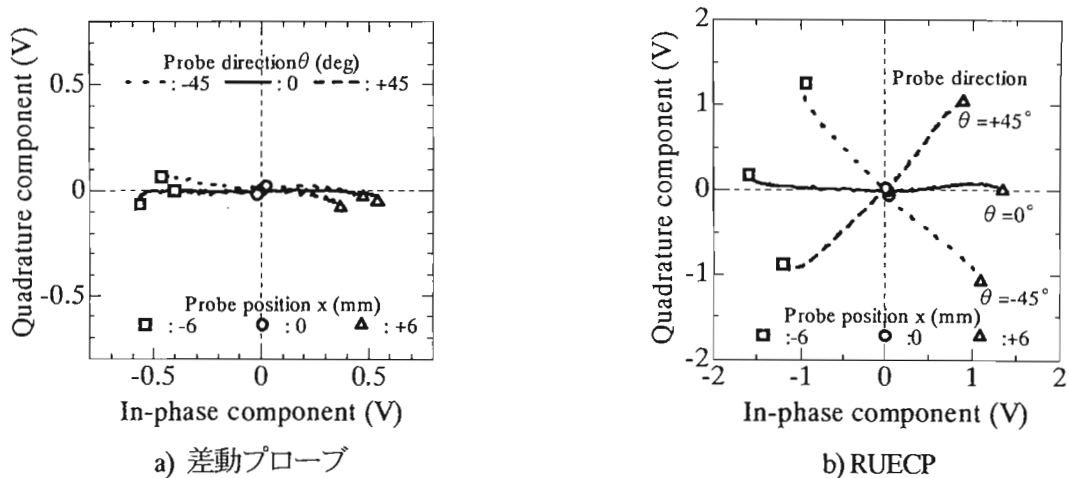 Quadrature component (V)
0.5
0
-0.5
Probe direction θ (deg)
: -45 : 0 : +45
Probe position x (mm)
: -6 : 0 : +6
-0.5 0 0.5
In-phase component (V)
a) 差動プローブ
Quadrature component (V)
2
1
0
-1
-2
Probe direction
θ =+45°
θ =0°
θ =-45°
Probe position x (mm)
:-6 :0 :+6
-2 -1 0 1 2
In-phase component (V)
b) RUECP